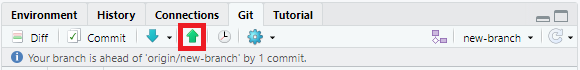 Environment History Connections Git Tutorial
Diff Commit new-branch
Your branch is ahead of 'origin/new-branch' by 1 commit.